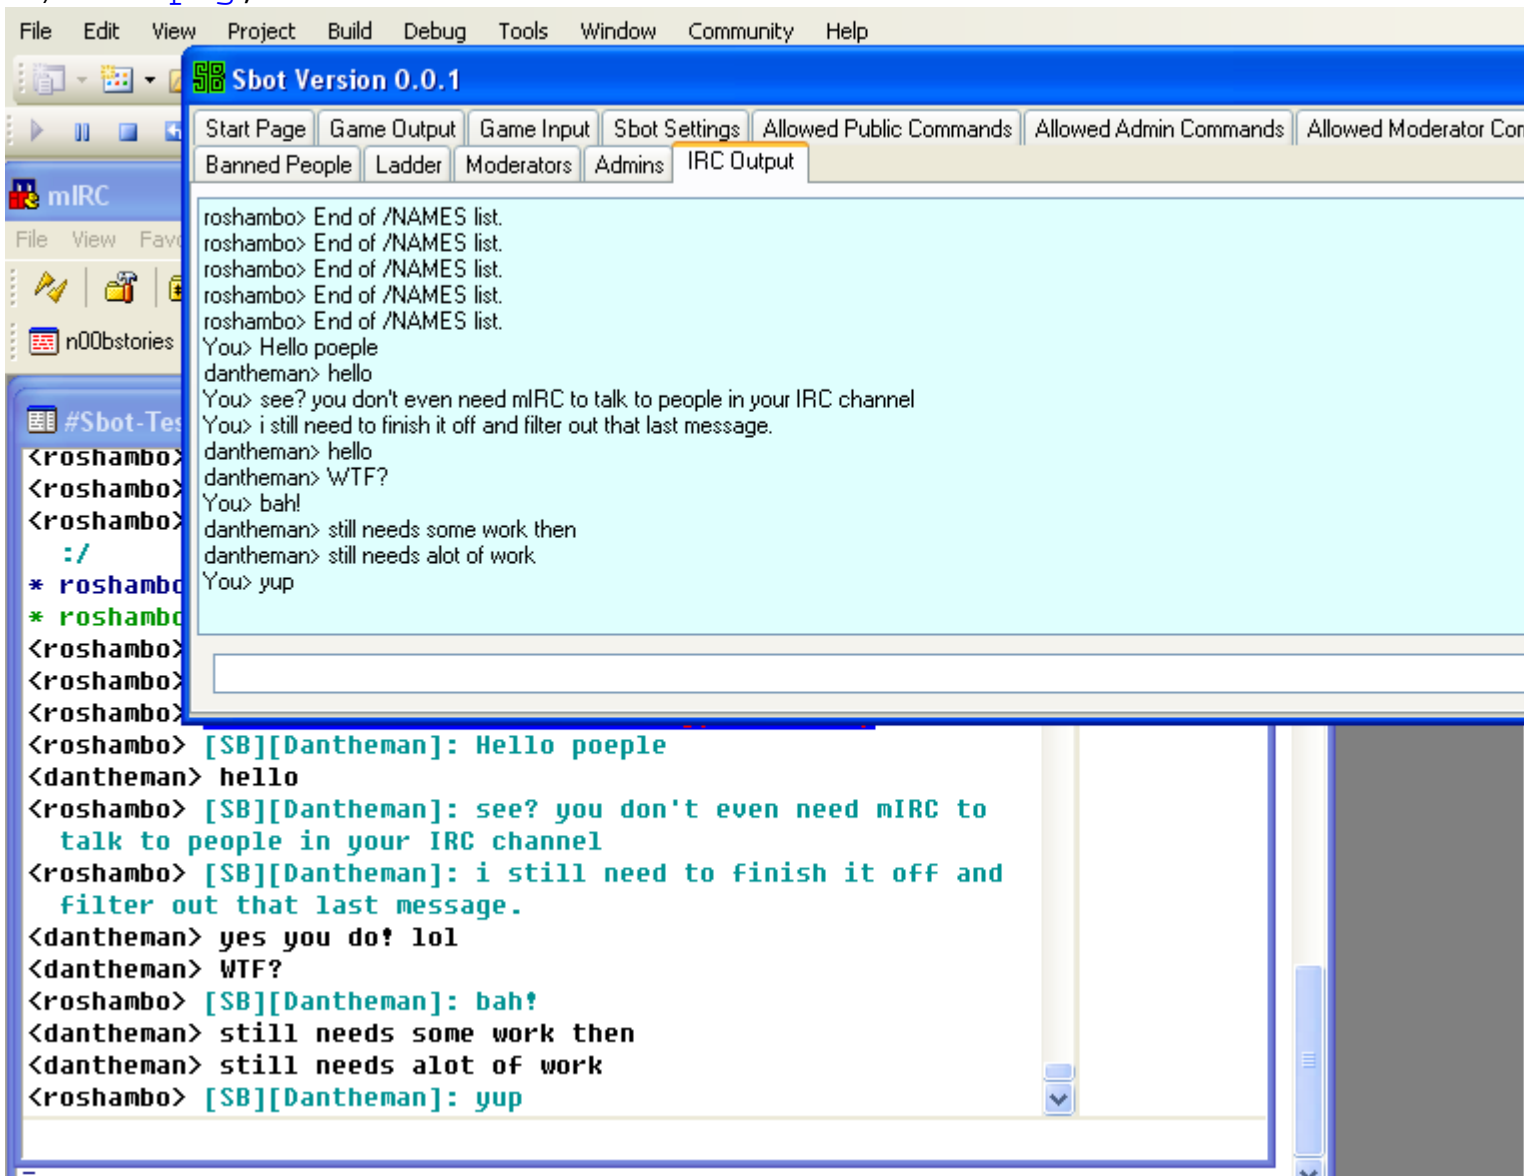 File Edit View Project Build Debug Tools Window Community Help
Sbot Version 0.0.1
Start Page Game Output Game Input Sbot Settings Allowed Public Commands Allowed Admin Commands Allowed Moderator
Banned People Ladder Moderators Admins IRC Output
mIRC
File View
n00bstories
roshambo> End of /NAMES list.
roshambo> End of /NAMES list.
roshambo> End of /NAMES list.
roshambo> End of /NAMES list.
roshambo> End of /NAMES list.
You> Hello poeple
dantheman> hello
You> see? you don't even need mIRC to talk to people in your IRC channel
You> i still need to finish it off and filter out that last message.
dantheman> hello
dantheman> WTF?
You> bah!
dantheman> still needs some work then
dantheman> still needs alot of work
You> yup
#Sbot-Tes
<roshambo>
<roshambo>
<roshambo>
:/
* roshambo
* roshambo
<roshambo>
<roshambo>
<roshambo>
<roshambo> [SB][Dantheman]: Hello poeple
<dantheman> hello
<roshambo> [SB][Dantheman]: see? you don't even need mIRC to
talk to people in your IRC channel
<roshambo> [SB][Dantheman]: i still need to finish it off and
filter out that last message.
<dantheman> yes you do! lol
<dantheman> WTF?
<roshambo> [SB][Dantheman]: bah!
<dantheman> still needs some work then
<dantheman> still needs alot of work
<roshambo> [SB][Dantheman]: yup